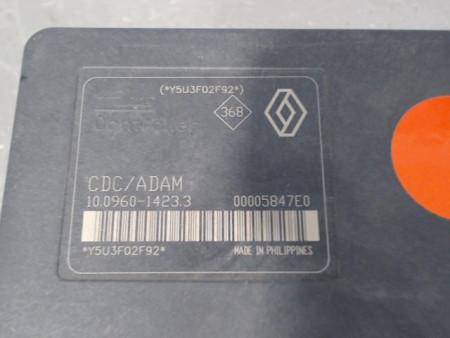 (*Y5U3F02F92*)
368
CDC/ADAM
10.0960-1423.3 00005847E0
*Y5U3F02F92*
MADE IN PHILIPPINES